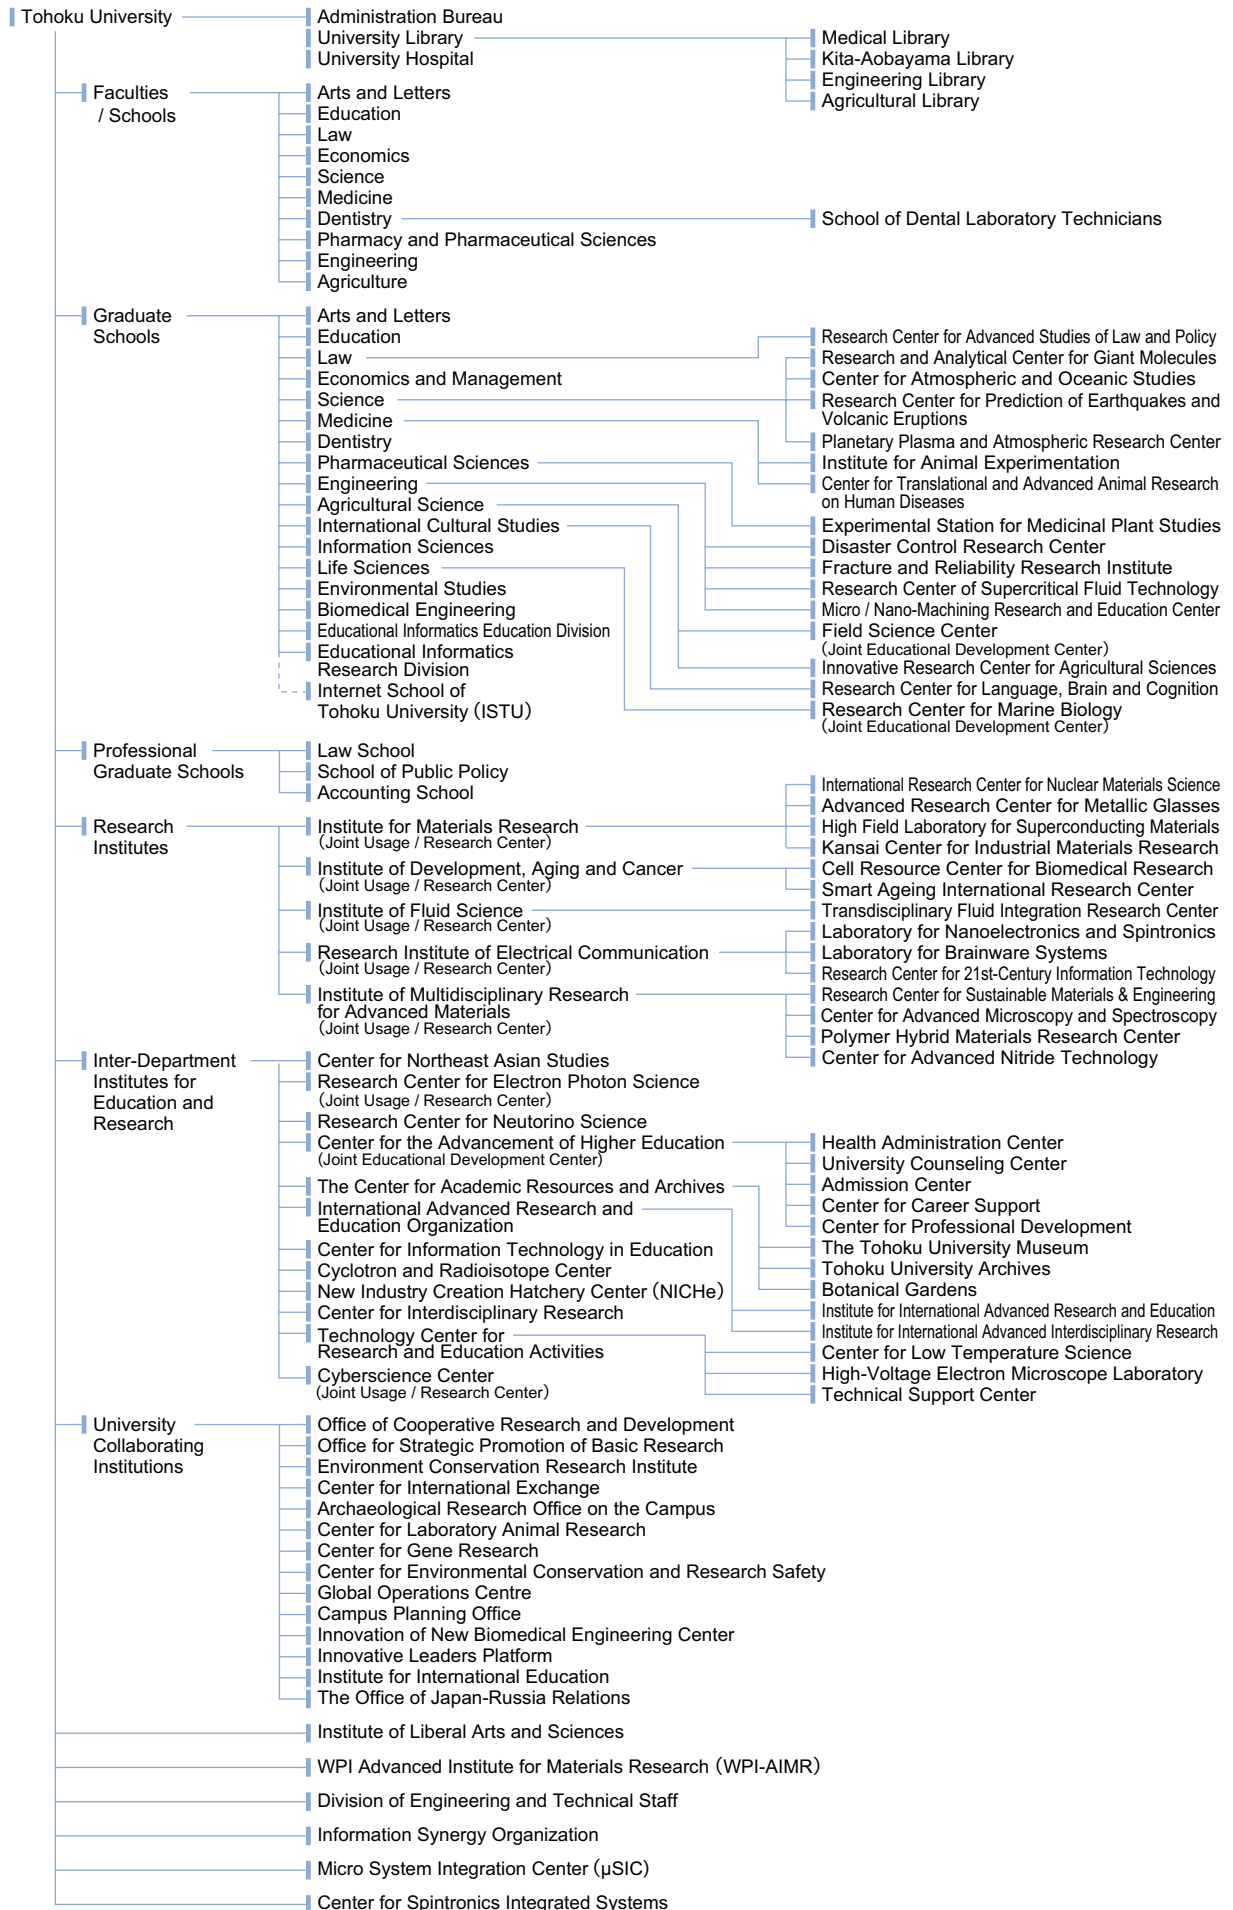 Tohoku University
Administration Bureau
University Library
University Hospital
Medical Library
Kita-Aobayama Library
Engineering Library
Agricultural Library
Faculties
/ Schools
Arts and Letters
Education
Law
Economics
Science
Medicine
Dentistry
Pharmacy and Pharmaceutical Sciences
Engineering
Agriculture
School of Dental Laboratory Technicians
Graduate
Schools
Arts and Letters
Education
Law
Economics and Management
Science
Medicine
Dentistry
Pharmaceutical Sciences
Engineering
Agricultural Science
International Cultural Studies
Information Sciences
Life Sciences
Environmental Studies
Biomedical Engineering
Educational Informatics Education Division
Educational Informatics
Research Division
Internet School of
Tohoku University (ISTU)
Research Center for Advanced Studies of Law and Policy
Research and Analytical Center for Giant Molecules
Center for Atmospheric and Oceanic Studies
Research Center for Prediction of Earthquakes and
Volcanic Eruptions
Planetary Plasma and Atmospheric Research Center
Institute for Animal Experimentation
Center for Translational and Advanced Animal Research
on Human Diseases
Experimental Station for Medicinal Plant Studies
Disaster Control Research Center
Fracture and Reliability Research Institute
Research Center of Supercritical Fluid Technology
Micro / Nano-Machining Research and Education Center
Field Science Center
(Joint Educational Development Center)
Innovative Research Center for Agricultural Sciences
Research Center for Language, Brain and Cognition
Research Center for Marine Biology
(Joint Educational Development Center)
Professional
Graduate Schools
Law School
School of Public Policy
Accounting School
Research
Institutes
Institute for Materials Research
(Joint Usage / Research Center)
Institute of Development, Aging and Cancer
(Joint Usage / Research Center)
Institute of Fluid Science
(Joint Usage / Research Center)
Research Institute of Electrical Communication
(Joint Usage / Research Center)
Institute of Multidisciplinary Research
for Advanced Materials
(Joint Usage / Research Center)
International Research Center for Nuclear Materials Science
Advanced Research Center for Metallic Glasses
High Field Laboratory for Superconducting Materials
Kansai Center for Industrial Materials Research
Cell Resource Center for Biomedical Research
Smart Ageing International Research Center
Transdisciplinary Fluid Integration Research Center
Laboratory for Nanoelectronics and Spintronics
Laboratory for Brainware Systems
Research Center for 21st-Century Information Technology
Research Center for Sustainable Materials & Engineering
Center for Advanced Microscopy and Spectroscopy
Polymer Hybrid Materials Research Center
Center for Advanced Nitride Technology
Inter-Department
Institutes for
Education and
Research
Center for Northeast Asian Studies
Research Center for Electron Photon Science
(Joint Usage / Research Center)
Research Center for Neutorino Science
Center for the Advancement of Higher Education
(Joint Educational Development Center)
The Center for Academic Resources and Archives
International Advanced Research and
Education Organization
Center for Information Technology in Education
Cyclotron and Radioisotope Center
New Industry Creation Hatchery Center (NICHe)
Center for Interdisciplinary Research
Technology Center for
Research and Education Activities
Cyberscience Center
(Joint Usage / Research Center)
Health Administration Center
University Counseling Center
Admission Center
Center for Career Support
Center for Professional Development
The Tohoku University Museum
Tohoku University Archives
Botanical Gardens
Institute for International Advanced Research and Education
Institute for International Advanced Interdisciplinary Research
Center for Low Temperature Science
High-Voltage Electron Microscope Laboratory
Technical Support Center
University
Collaborating
Institutions
Office of Cooperative Research and Development
Office for Strategic Promotion of Basic Research
Environment Conservation Research Institute
Center for International Exchange
Archaeological Research Office on the Campus
Center for Laboratory Animal Research
Center for Gene Research
Center for Environmental Conservation and Research Safety
Global Operations Centre
Campus Planning Office
Innovation of New Biomedical Engineering Center
Innovative Leaders Platform
Institute for International Education
The Office of Japan-Russia Relations
Institute of Liberal Arts and Sciences
WPI Advanced Institute for Materials Research (WPI-AIMR)
Division of Engineering and Technical Staff
Information Synergy Organization
Micro System Integration Center (μSIC)
Center for Spintronics Integrated Systems